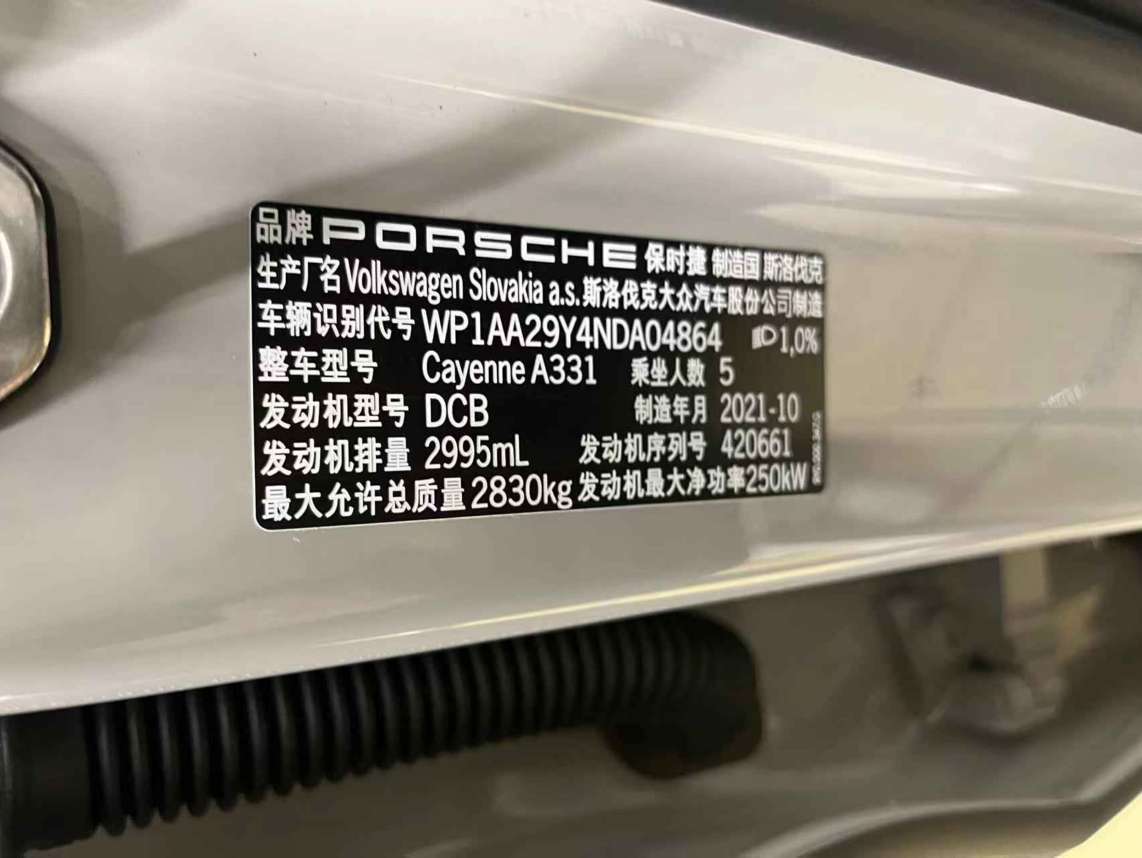 品牌 PORSCHE 保时捷 制造国 斯洛伐克
生产厂名 Volkswagen Slovakia a.s. 斯洛伐克大众汽车股份公司制造
车辆识别代号 WP1AA29Y4NDA04864 1,0%
整车型号 Cayenne A331 乘坐人数 5
发动机型号 DCB 制造年月 2021-10
发动机排量 2995mL 发动机序列号 420661
最大允许总质量 2830kg 发动机最大净功率 250kW